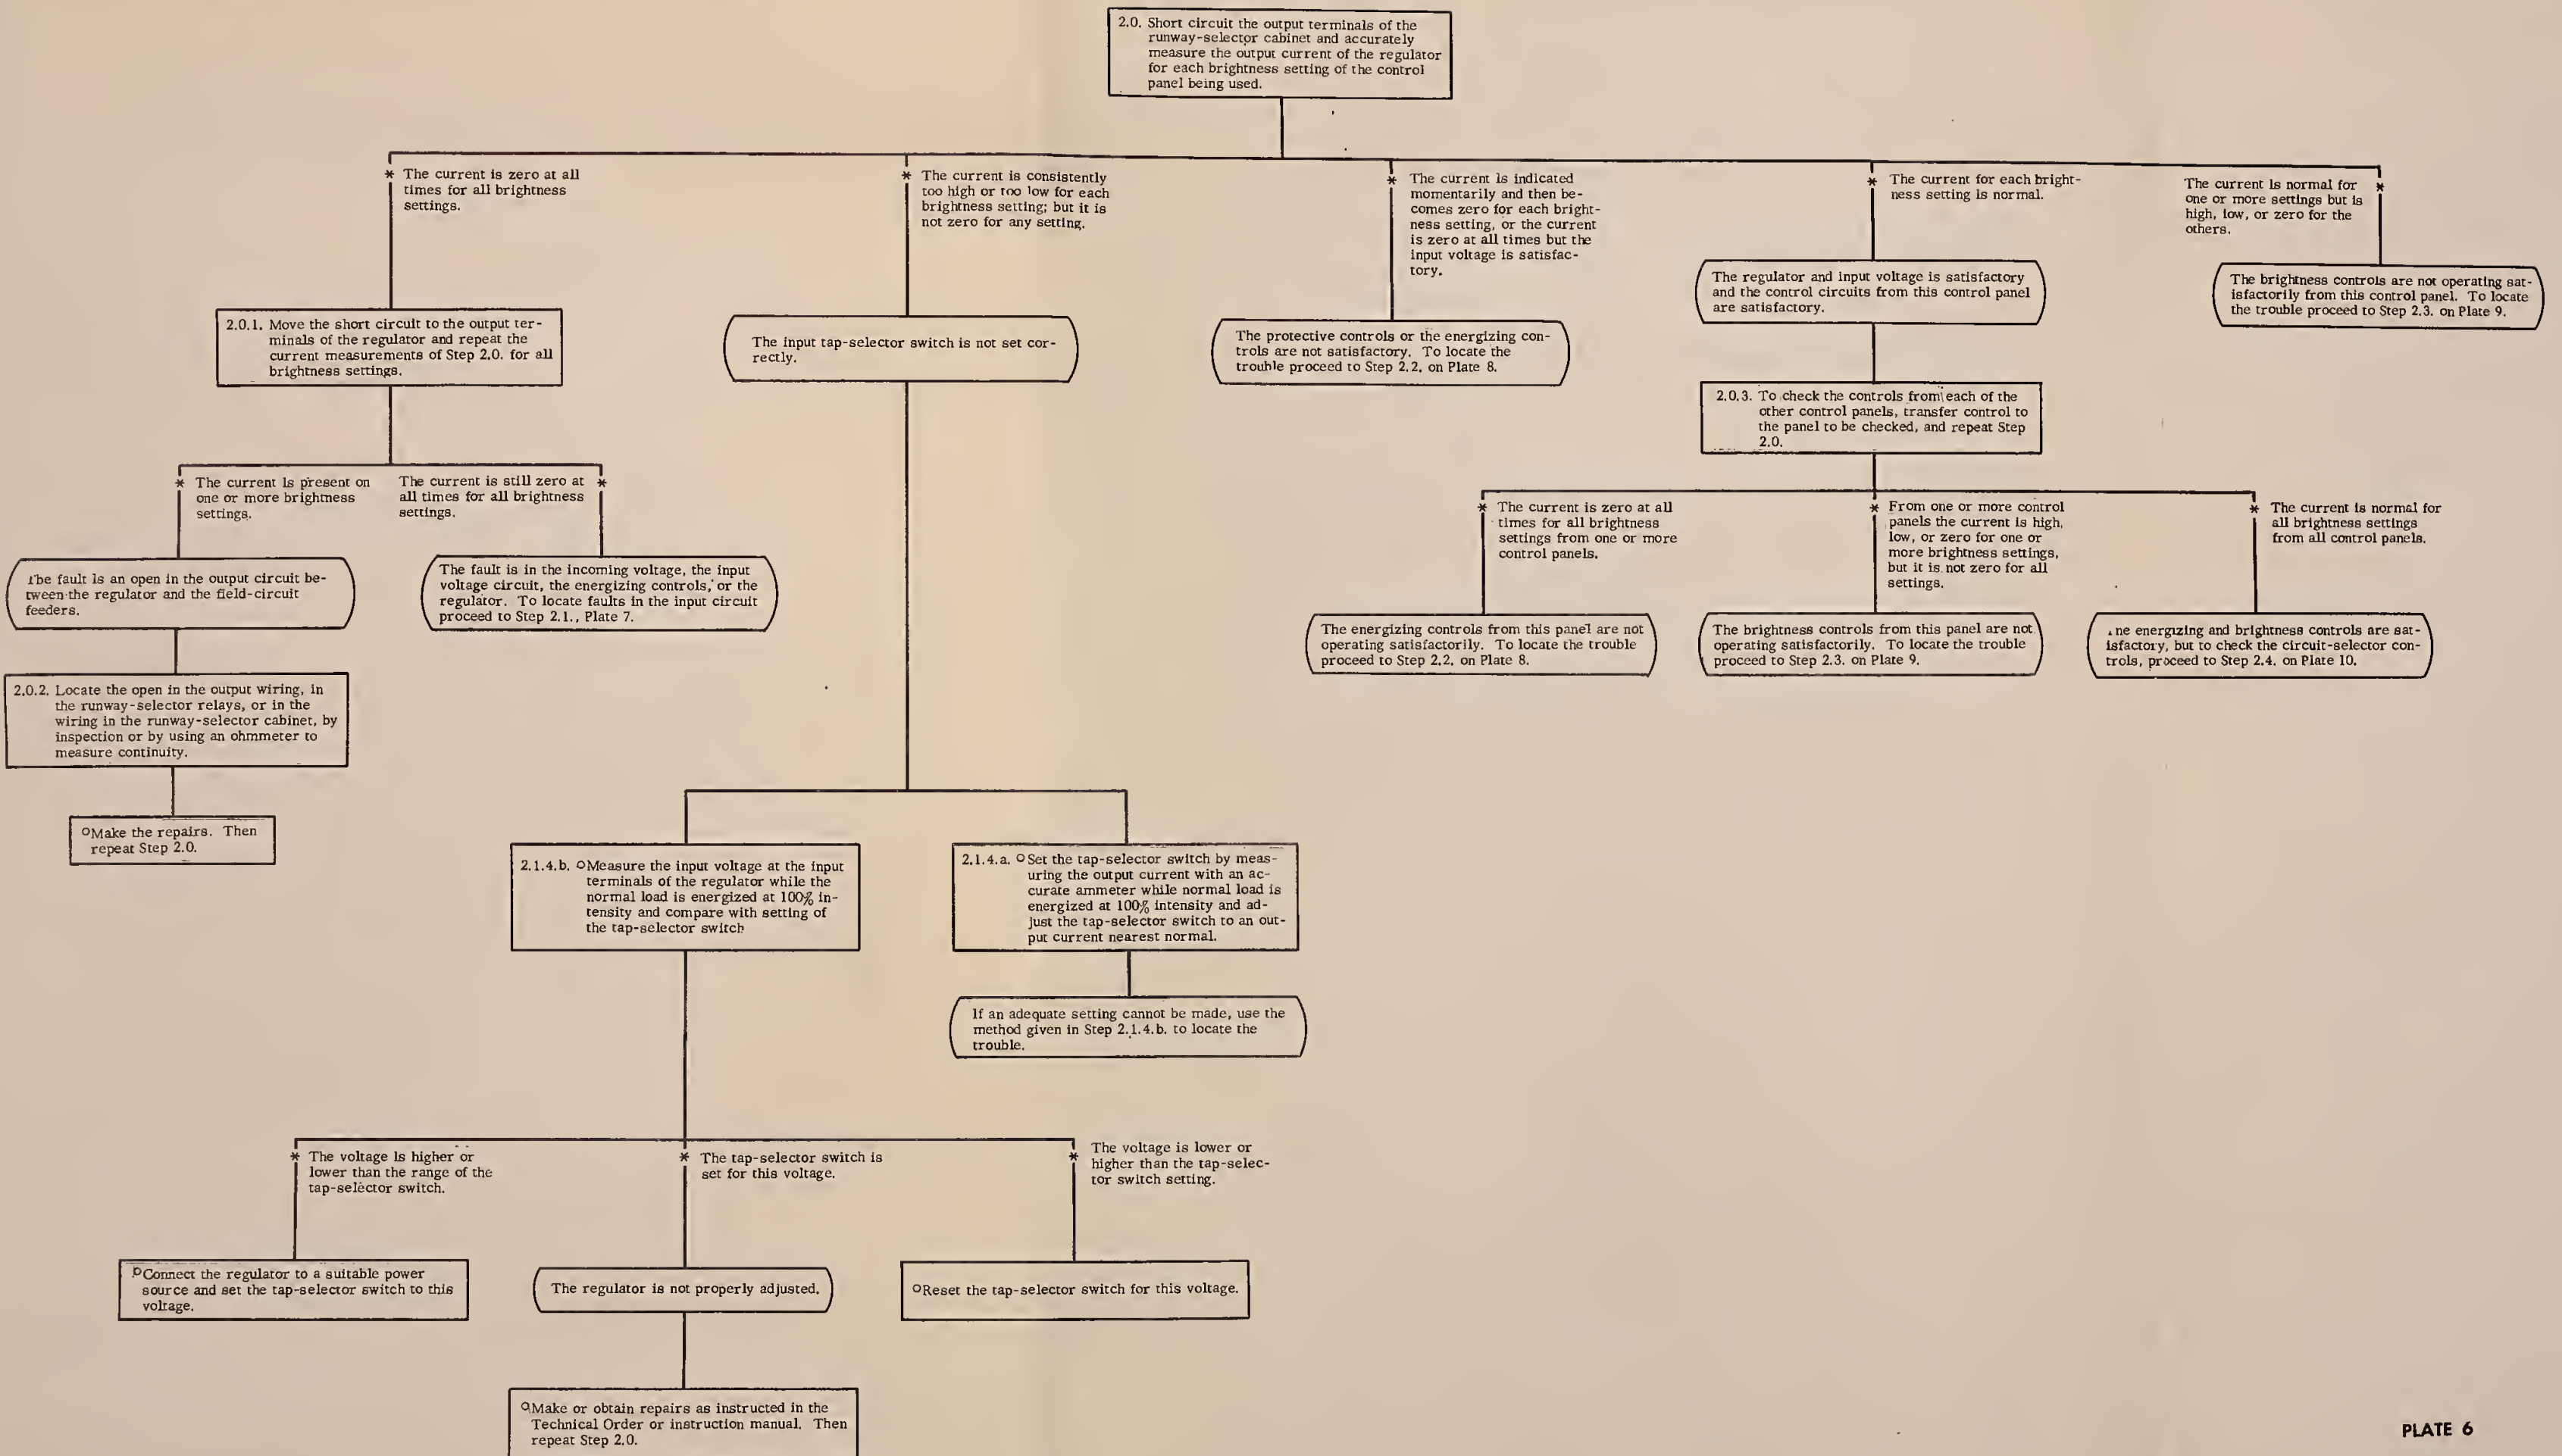 2.0. Short circuit the output terminals of the
runway-selector cabinet and accurately
measure the output current of the regulator
for each brightness setting of the control
panel being used.
* The current is zero at all
times for all brightness
settings.
* The current is consistently
too high or too low for each
brightness setting; but it is
not zero for any setting.
* The current is indicated
momentarily and then be-
comes zero for each bright-
ness setting, or the current
is zero at all times but the
input voltage is satisfac-
tory.
* The current for each bright-
ness setting is normal.
The current is normal for *
one or more settings but is
high, low, or zero for the
others.
2.0.1. Move the short circuit to the output ter-
minals of the regulator and repeat the
current measurements of Step 2.0. for all
brightness settings.
The input tap-selector switch is not set cor-
rectly.
The protective controls or the energizing con-
trols are not satisfactory. To locate the
trouble proceed to Step 2.2. on Plate 8.
The regulator and input voltage is satisfactory
and the control circuits from this control panel
are satisfactory.
The brightness controls are not operating sat-
isfactorily from this control panel. To locate
the trouble proceed to Step 2.3. on Plate 9.
2.0.3. To check the controls from each of the
other control panels, transfer control to
the panel to be checked, and repeat Step
2.0.
* The current is present on
one or more brightness
settings.
The current is still zero at *
all times for all brightness
settings.
* The current is zero at all
times for all brightness
settings from one or more
control panels.
* From one or more control
panels the current is high,
low, or zero for one or
more brightness settings,
but it is not zero for all
settings.
* The current is normal for
all brightness settings
from all control panels.
The fault is an open in the output circuit be-
tween the regulator and the field-circuit
feeders.
The fault is in the incoming voltage, the input
voltage circuit, the energizing controls, or the
regulator. To locate faults in the input circuit
proceed to Step 2.1., Plate 7.
The energizing controls from this panel are not
operating satisfactorily. To locate the trouble
proceed to Step 2.2. on Plate 8.
The brightness controls from this panel are not
operating satisfactorily. To locate the trouble
proceed to Step 2.3. on Plate 9.
The energizing and brightness controls are sat-
isfactory, but to check the circuit-selector con-
trols, proceed to Step 2.4. on Plate 10.
2.0.2. Locate the open in the output wiring, in
the runway-selector relays, or in the
wiring in the runway-selector cabinet, by
inspection or by using an ohmmeter to
measure continuity.
○Make the repairs. Then
repeat Step 2.0.
2.1.4.b. ○Measure the input voltage at the input
terminals of the regulator while the
normal load is energized at 100% in-
tensity and compare with setting of
the tap-selector switch
2.1.4.a. ○Set the tap-selector switch by meas-
uring the output current with an ac-
curate ammeter while normal load is
energized at 100% intensity and ad-
just the tap-selector switch to an out-
put current nearest normal.
If an adequate setting cannot be made, use the
method given in Step 2.1.4.b. to locate the
trouble.
* The voltage is higher or
lower than the range of the
tap-selector switch.
* The tap-selector switch is
set for this voltage.
* The voltage is lower or
higher than the tap-selec-
tor switch setting.
○Connect the regulator to a suitable power
source and set the tap-selector switch to this
voltage.
The regulator is not properly adjusted.
○Reset the tap-selector switch for this voltage.
○Make or obtain repairs as instructed in the
Technical Order or instruction manual. Then
repeat Step 2.0.
PLATE 6